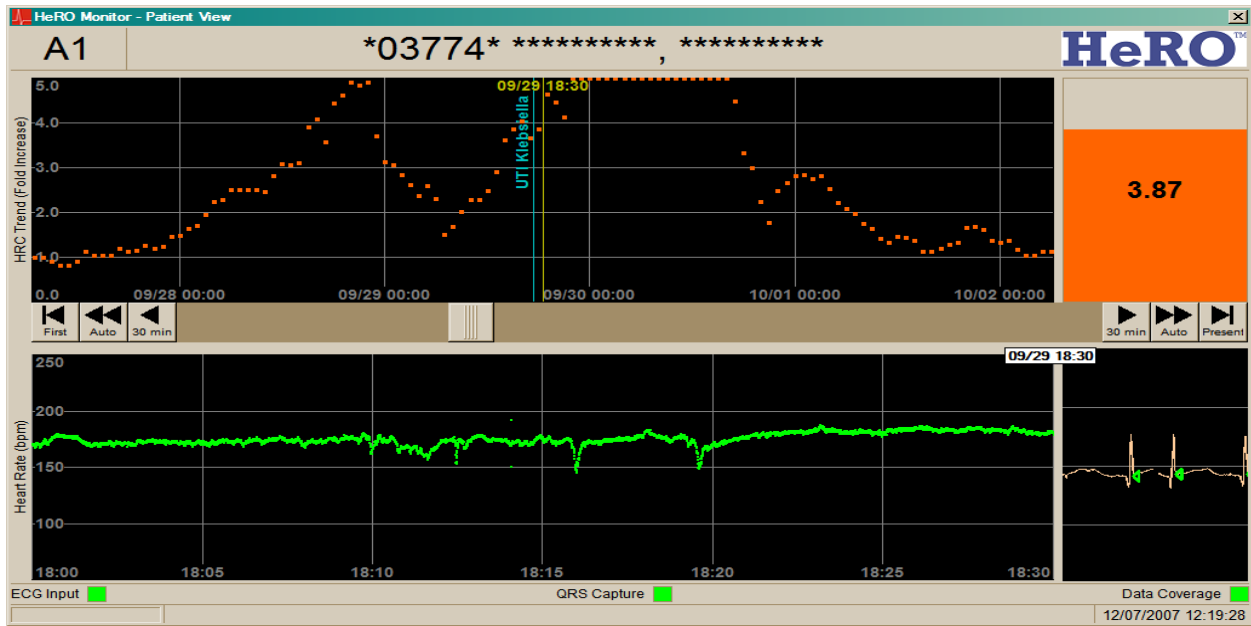 HeRO Monitor - Patient View
A1
*03774* **********, **********
HeRO™
HRC Trend (Fold Increase)
5.0
4.0
3.0
2.0
1.0
0.0
09/29 18:30
UTI Klebsiella
09/28 00:00
09/29 00:00
09/30 00:00
10/01 00:00
10/02 00:00
3.87
First
Auto
30 min
30 min
Auto
Present
09/29 18:30
Heart Rate (bpm)
250
200
150
100
18:00
18:05
18:10
18:15
18:20
18:25
18:30
ECG Input
QRS Capture
Data Coverage
12/07/2007 12:19:28